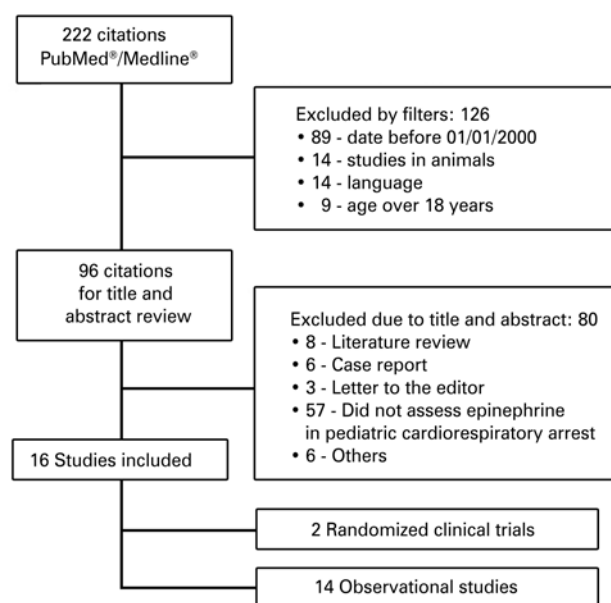 222 citations
PubMed®/Medline®
Excluded by filters: 126
• 89 - date before 01/01/2000
• 14 - studies in animals
• 14 - language
• 9 - age over 18 years
96 citations
for title and
abstract review
Excluded due to title and abstract: 80
• 8 - Literature review
• 6 - Case report
• 3 - Letter to the editor
• 57 - Did not assess epinephrine
in pediatric cardiorespiratory arrest
• 6 - Others
16 Studies included
2 Randomized clinical trials
14 Observational studies